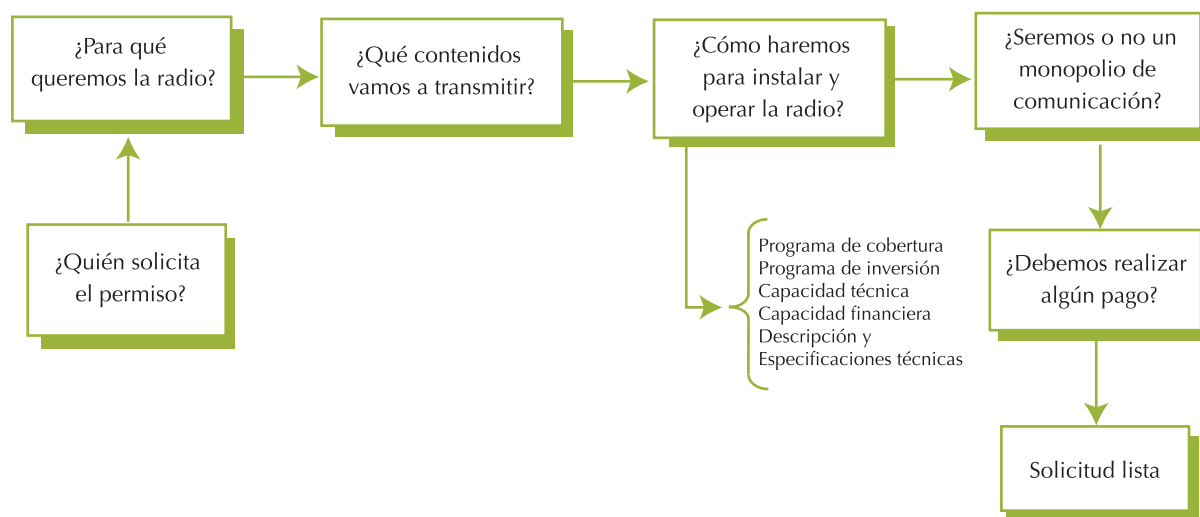 ¿Para qué
queremos la radio?
¿Qué contenidos
vamos a transmitir?
¿Cómo haremos
para instalar y
operar la radio?
¿Seremos o no un
monopolio de
comunicación?
¿Quién solicita
el permiso?
Programa de cobertura
Programa de inversión
Capacidad técnica
Capacidad financiera
Descripción y
Especificaciones técnicas
¿Debemos realizar
algún pago?
Solicitud lista